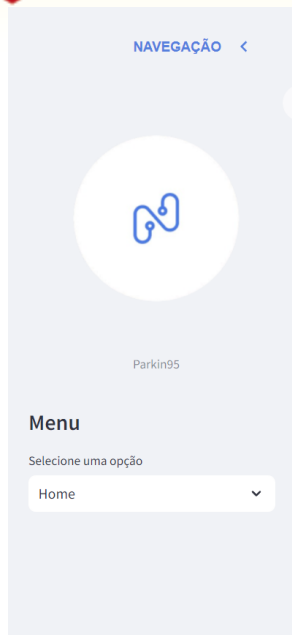 NAVEGAÇÃO
Parkin95
Menu
Selecione uma opção
Home